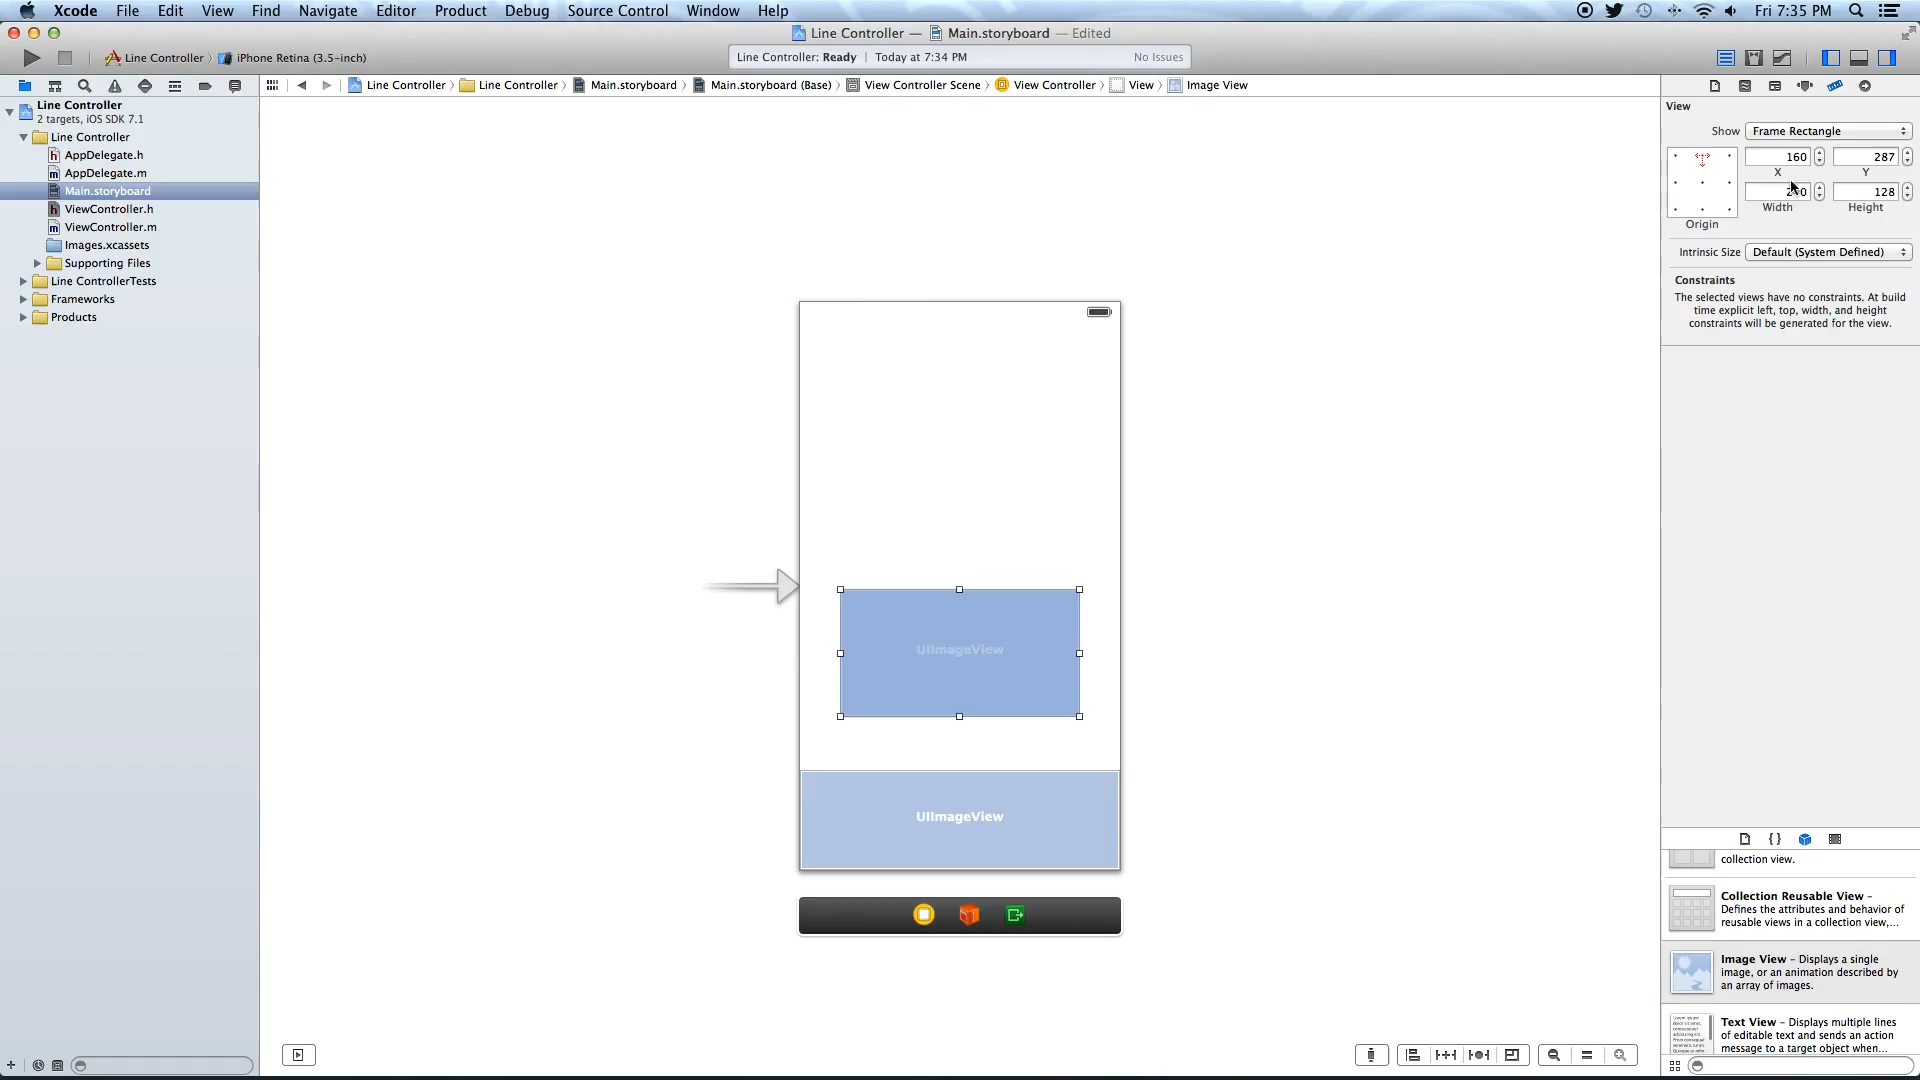 Xcode File Edit View Find Navigate Editor Product Debug Source Control Window Help Fri 7:35 PM
Line Controller — Main.storyboard — Edited
Line Controller 〉 iPhone Retina (3.5-inch)
Line Controller: Ready | Today at 7:34 PM No Issues
Line Controller 〉 Line Controller 〉 Main.storyboard 〉 Main.storyboard (Base) 〉 View Controller Scene 〉 View Controller 〉 View 〉 Image View
Line Controller
2 targets, iOS SDK 7.1
Line Controller
AppDelegate.h
AppDelegate.m
Main.storyboard
ViewController.h
ViewController.m
Images.xcassets
Supporting Files
Line ControllerTests
Frameworks
Products
UIImageView
UIImageView
View
Show Frame Rectangle
160 287
X Y
128
Width Height
Origin
Intrinsic Size Default (System Defined)
Constraints
The selected views have no constraints. At build
time explicit left, top, width, and height
constraints will be generated for the view.
collection view.
Collection Reusable View –
Defines the attributes and behavior of
reusable views in a collection view,...
Image View – Displays a single
image, or an animation described by
an array of images.
Text View – Displays multiple lines
of editable text and sends an action
message to a target object when...